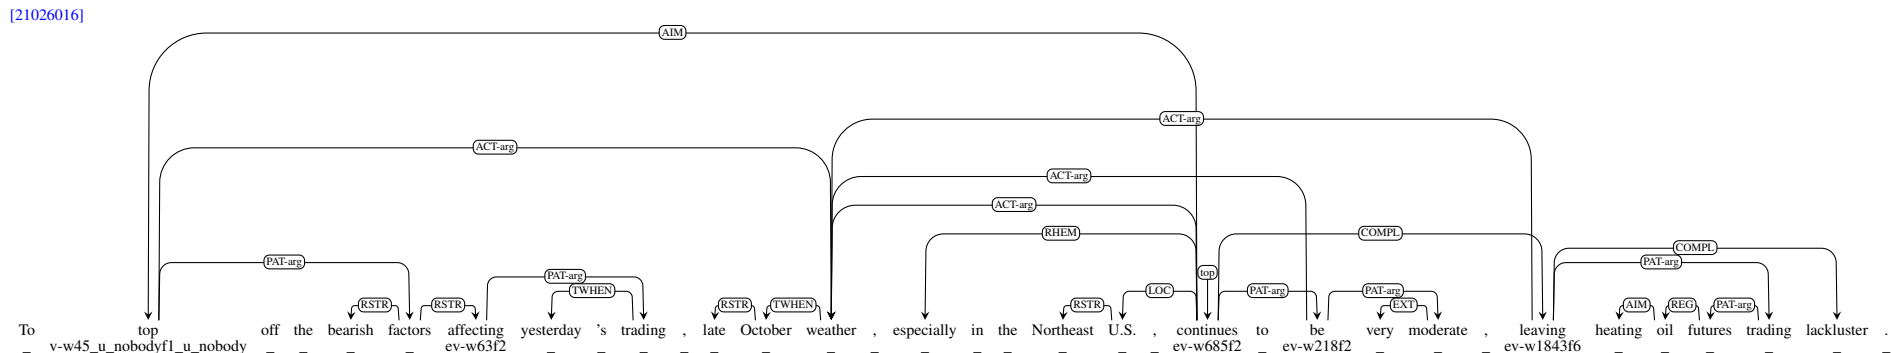 [21026016]
AIM
ACT-arg
ACT-arg
ACT-arg
ACT-arg
RHEM COMPL
COMPL
PAT-arg PAT-arg
top
PAT-arg
TWHEN LOC PAT-arg
RSTR RSTR RSTR TWHEN RSTR PAT-arg EXT AIM REG PAT-arg
To top off the bearish factors affecting yesterday 's trading , late October weather , especially in the Northeast U.S. , continues to be very moderate , leaving heating oil futures trading lackluster .
_ v-w45_u_nobodyf1_u_nobody _ _ _ _ ev-w63f2 _ _ _ _ _ _ _ _ _ _ _ _ _ _ ev-w685f2 _ ev-w218f2 _ _ _ ev-w1843f6 _ _ _ _ _ _